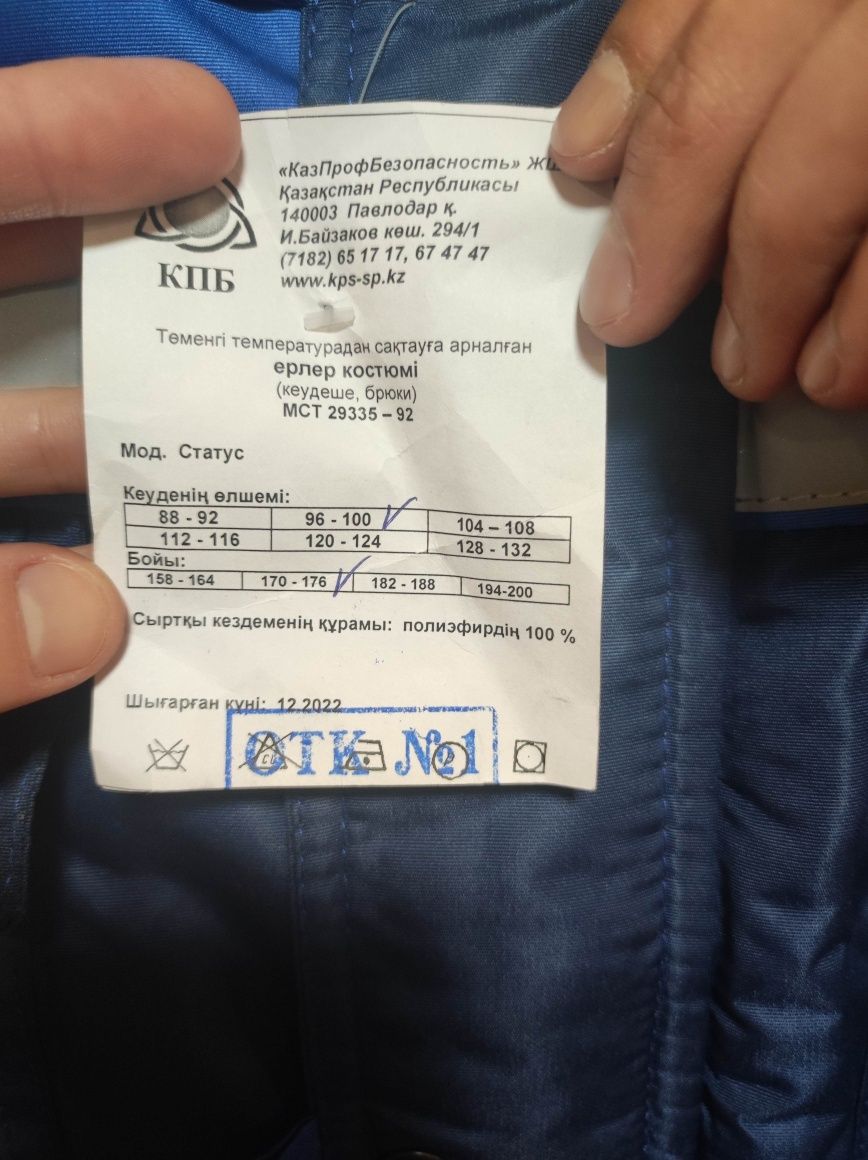 «КазПрофБезопасность»
Қазақстан Республикасы
140003 Павлодар қ.
И.Байзаков көш. 294/1
(7182) 65 17 17, 67 47 47
www.kps-sp.kz
КПБ
Төменгі температурадан сақтауға арналған
ерлер костюмі
(кеудеше, брюки)
МСТ 29335 – 92
Мод. Статус
Кеуденің өлшемі:
88 - 92 96 - 100 104 – 108
112 - 116 120 - 124 128 - 132
Бойы:
158 - 164 170 - 176 182 - 188 194-200
Сыртқы кездеменің құрамы: полиэфирдің 100 %
Шығарған күні: 12.2022
ОТК №1
CL
P